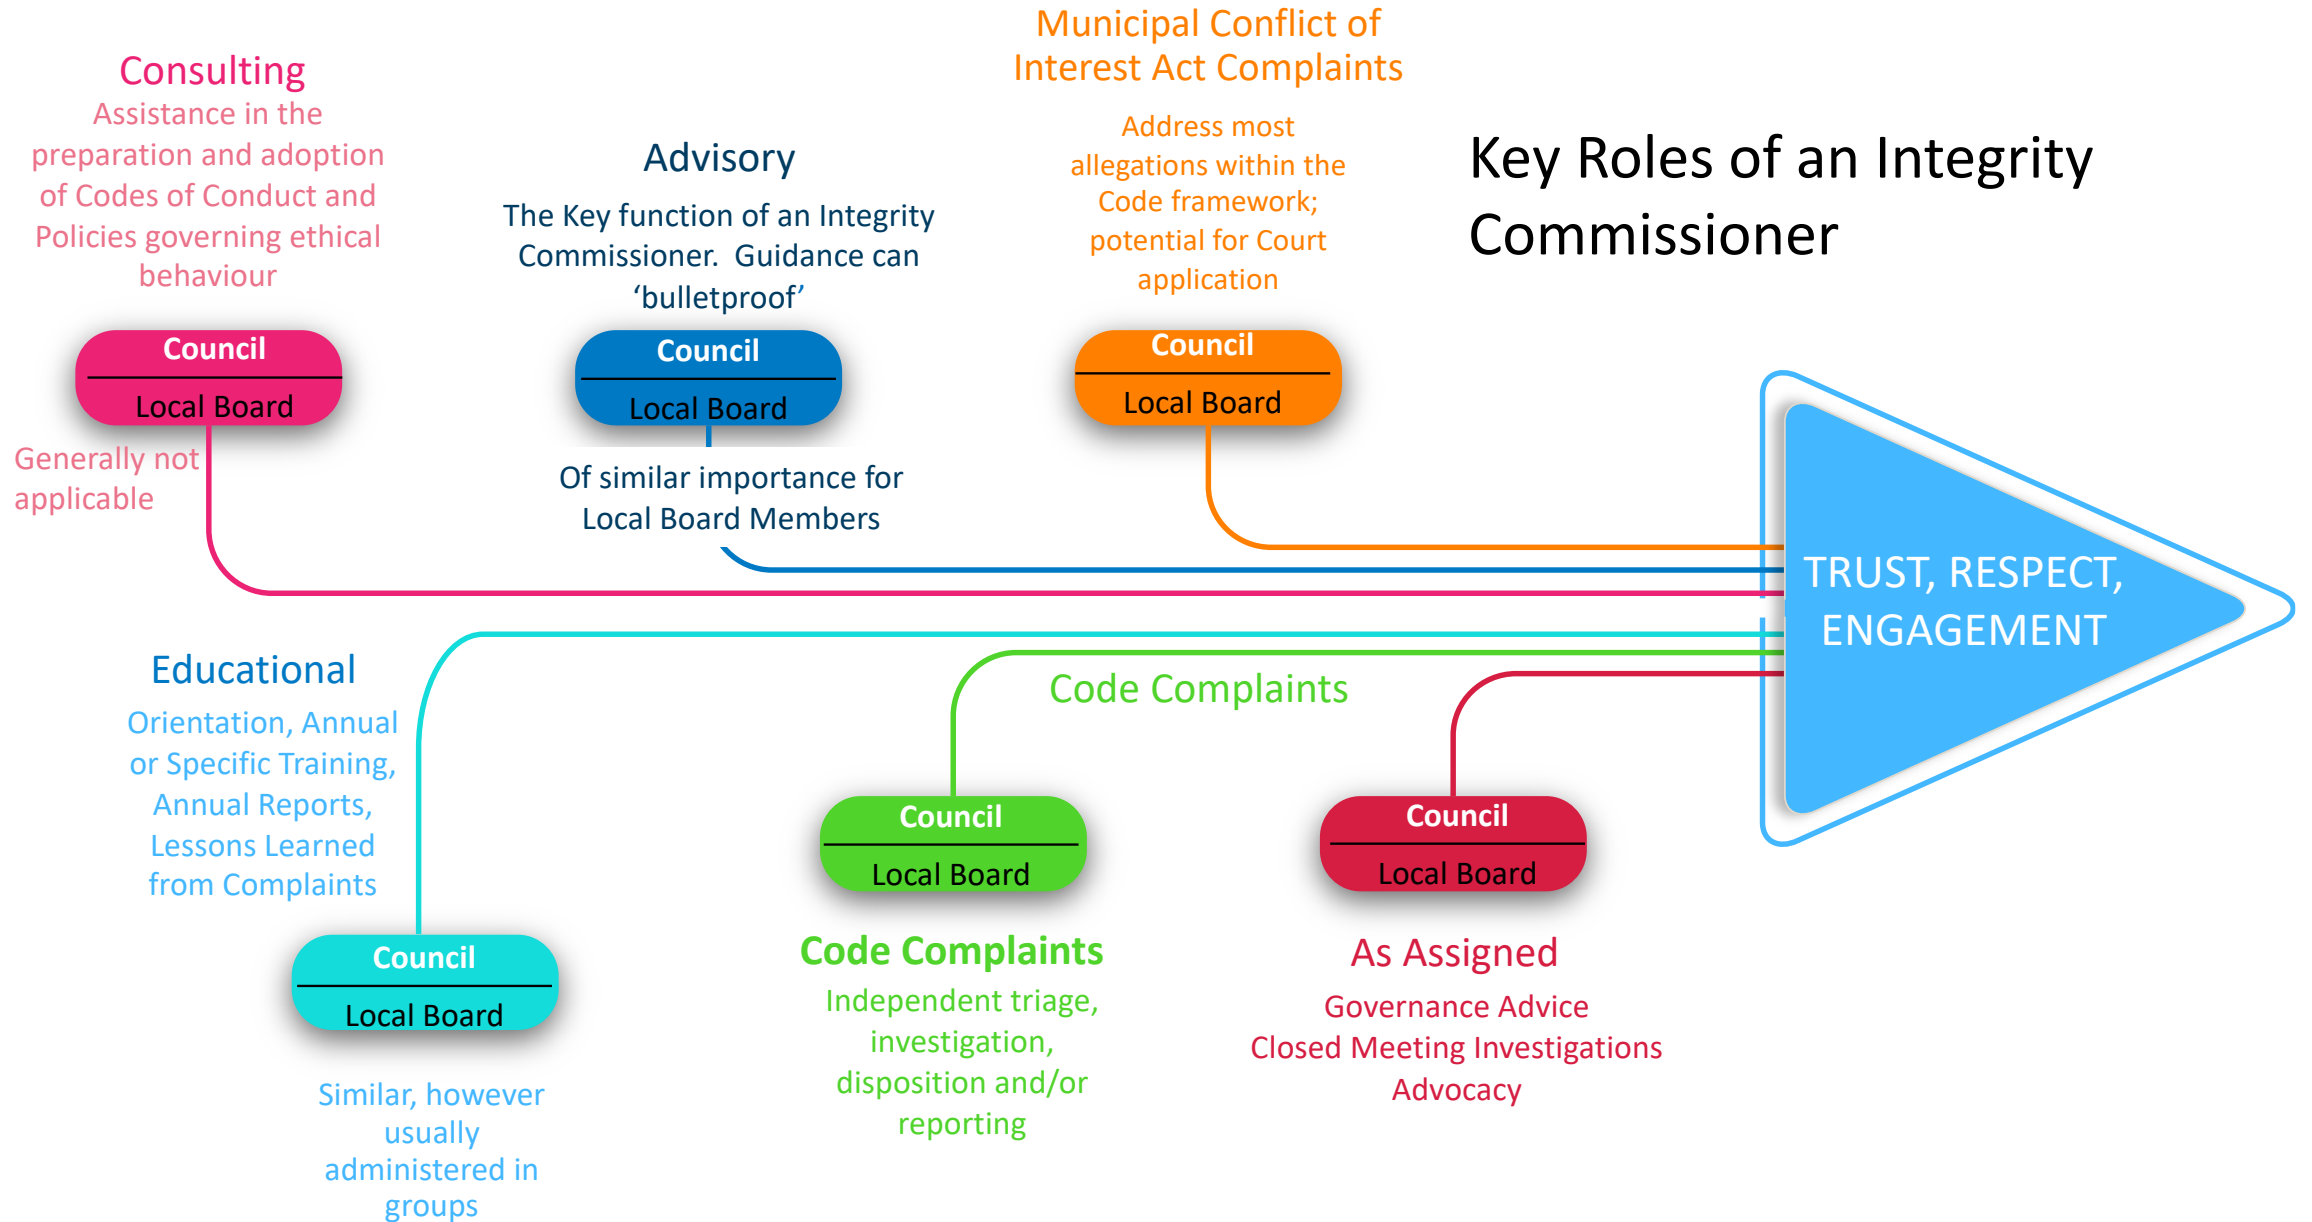 Key Roles of an Integrity
Commissioner
Consulting
Assistance in the
preparation and adoption
of Codes of Conduct and
Policies governing ethical
behaviour
Council
Local Board
Generally not
applicable
Advisory
The Key function of an Integrity
Commissioner.  Guidance can
‘bulletproof’
Council
Local Board
Of similar importance for
Local Board Members
Municipal Conflict of
Interest Act Complaints
Address most
allegations within the
Code framework;
potential for Court
application
Council
Local Board
TRUST, RESPECT,
ENGAGEMENT
Educational
Orientation, Annual
or Specific Training,
Annual Reports,
Lessons Learned
from Complaints
Council
Local Board
Similar, however
usually
administered in
groups
Code Complaints
Council
Local Board
Code Complaints
Independent triage,
investigation,
disposition and/or
reporting
Council
Local Board
As Assigned
Governance Advice
Closed Meeting Investigations
Advocacy